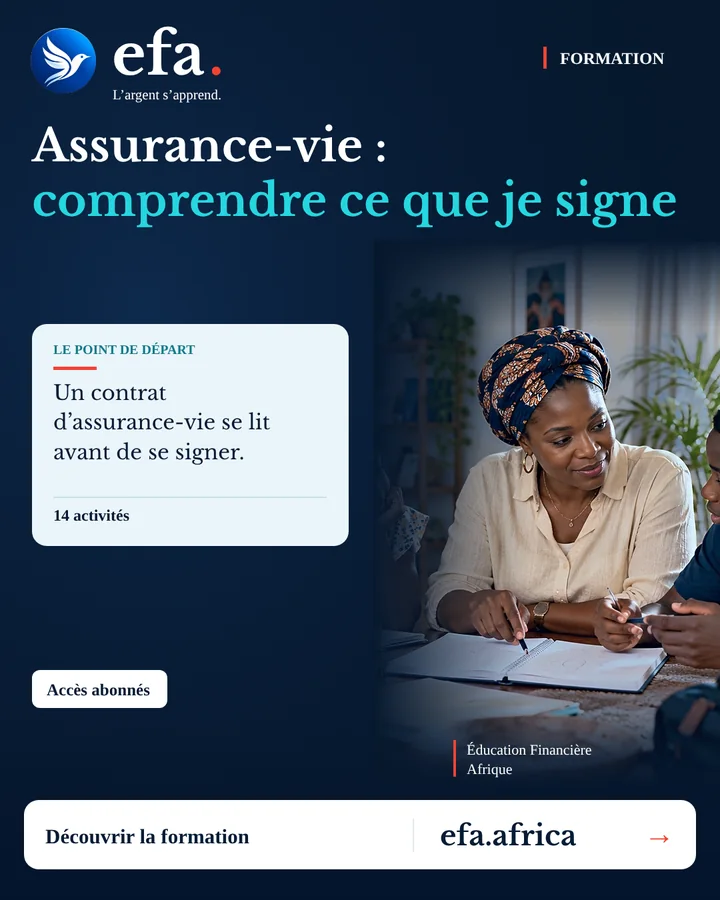 efa.
L’argent s’apprend.
FORMATION
Assurance-vie :
comprendre ce que je signe
LE POINT DE DÉPART
Un contrat
d’assurance-vie se lit
avant de se signer.
14 activités
Accès abonnés
Éducation Financière
Afrique
Découvrir la formation
efa.africa →